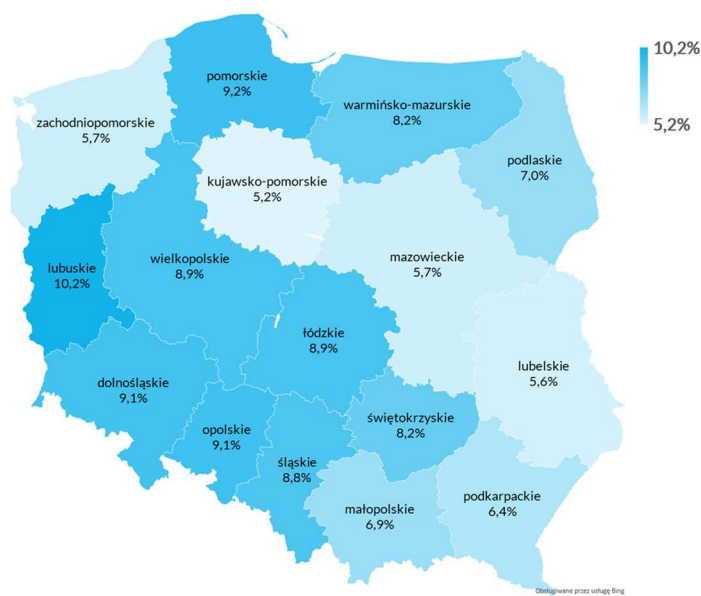 10,2%
5,2%
pomorskie
9,2%
warmińsko-mazurskie
8,2%
zachodniopomorskie
5,7%
podlaskie
7,0%
kujawsko-pomorskie
5,2%
wielkopolskie
8,9%
mazowieckie
5,7%
lubuskie
10,2%
łódzkie
8,9%
lubelskie
5,6%
dolnośląskie
9,1%
świętokrzyskie
8,2%
opolskie
9,1%
śląskie
8,8%
podkarpackie
6,4%
małopolskie
6,9%
Obsługiwane przez usługę Bing